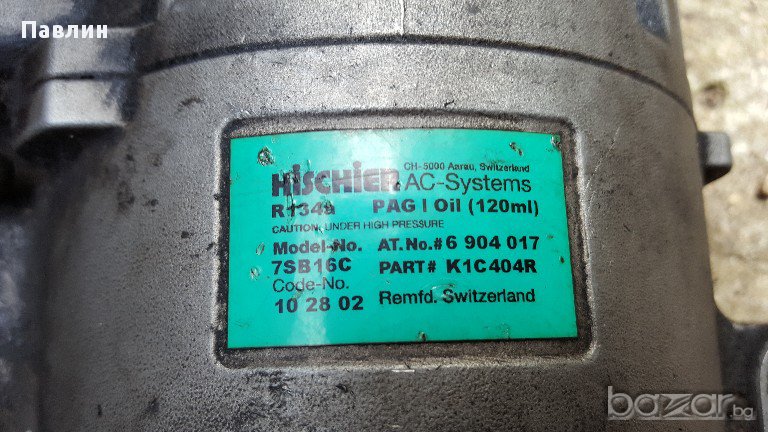 Павлин
CH-5000 Aarau, Switzerland
HiSCHiER AC-Systems
R134a PAG I Oil (120ml)
CAUTION, UNDER HIGH PRESSURE
Model-No. AT.No.# 6 904 017
7SB16C PART# K1C404R
Code-No.
10 28 02 Remfd. Switzerland
bazar.bg